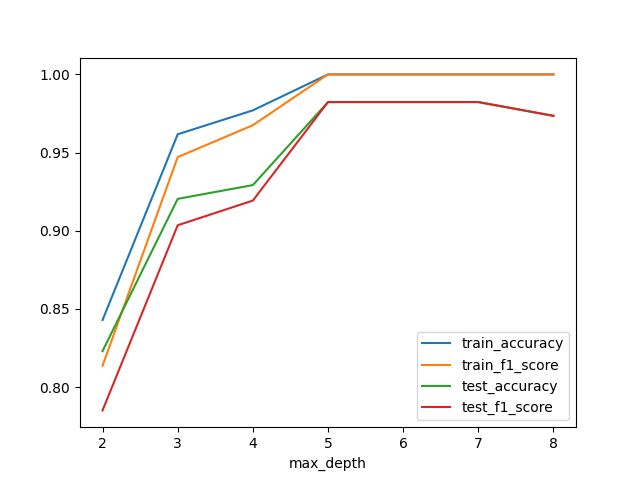 1.00
0.95
0.90
0.85
0.80
train_accuracy
train_f1_score
test_accuracy
test_f1_score
2 3 4 5 6 7 8
max_depth